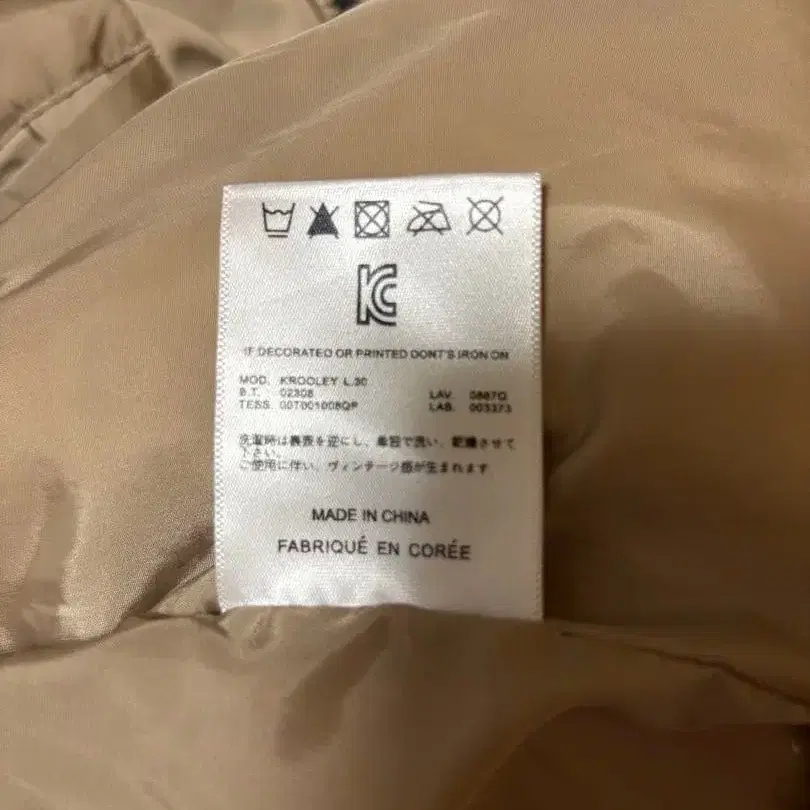 KC
IF DECORATED OR PRINTED DONT'S IRON ON
MOD. KROOLEY L.30
B.T. 02308 LAV. 0887Q
TESS. 00T001008QP LAB. 003373
洗濯時は裏表を逆にし、単独で洗い、乾燥させて
下さい。
ご使用に伴い、ヴィンテージ感が生まれます
MADE IN CHINA
FABRIQUÉ EN CORÉE